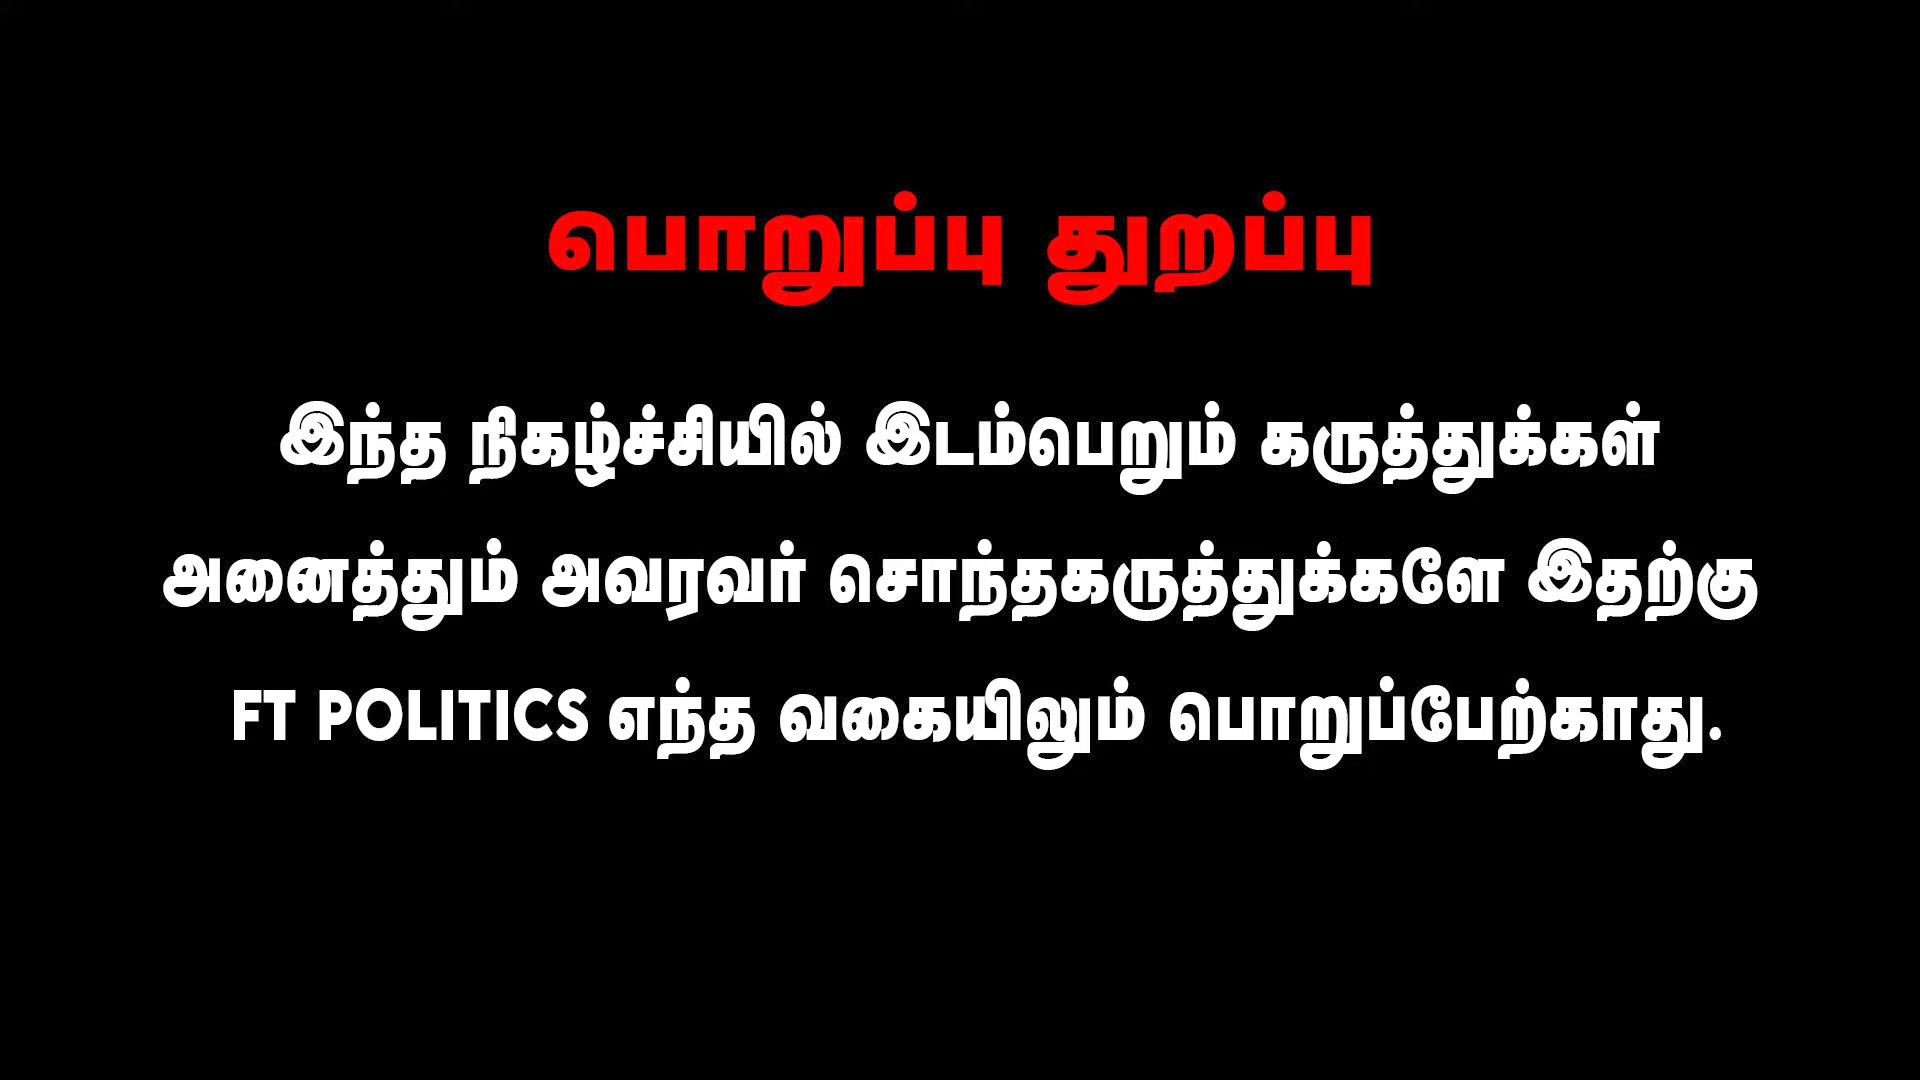 பொறுப்பு துறப்பு
இந்த நிகழ்ச்சியில் இடம்பெறும் கருத்துக்கள்
அனைத்தும் அவரவர் சொந்தகருத்துக்களே இதற்கு
FT POLITICS எந்த வகையிலும் பொறுப்பேற்காது.